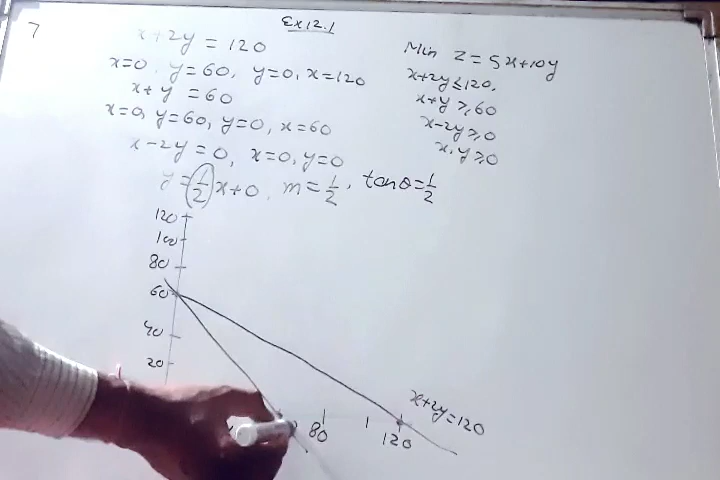 7
Ex 12.1
x+2y = 120
x=0, y=60, y=0, x=120
x+y = 60
x=0, y=60, y=0, x=60
x-2y = 0, x=0, y=0
y = 1/2 x+0, m = 1/2, tanθ = 1/2
Min Z = 5x+10y
x+2y ≤ 120,
x+y ≥ 60
x-2y ≥ 0
x, y ≥ 0
120
100
80
60
40
20
80
120
x+2y=120